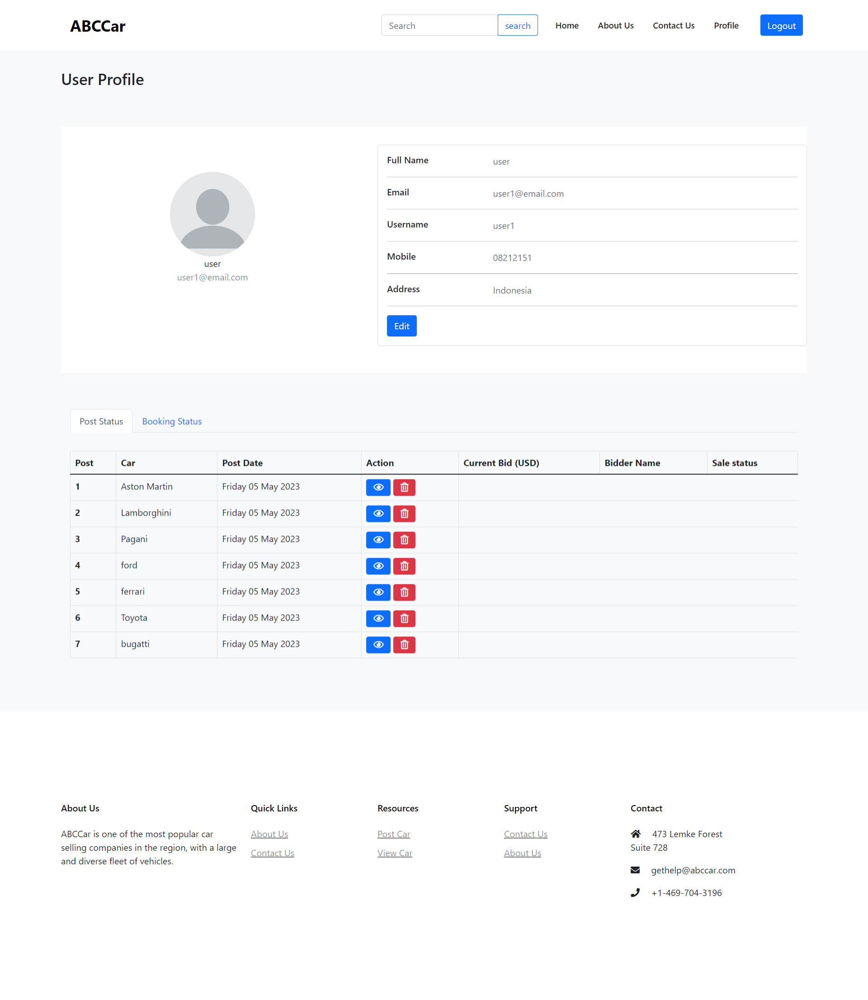 ABCCar
Search search Home About Us Contact Us Profile Logout
User Profile
user
user1@email.com
Full Name user
Email user1@email.com
Username user1
Mobile 08212151
Address Indonesia
Edit
Post Status Booking Status
Post Car Post Date Action Current Bid (USD) Bidder Name Sale status
1 Aston Martin Friday 05 May 2023
2 Lamborghini Friday 05 May 2023
3 Pagani Friday 05 May 2023
4 ford Friday 05 May 2023
5 ferrari Friday 05 May 2023
6 Toyota Friday 05 May 2023
7 bugatti Friday 05 May 2023
About Us
ABCCar is one of the most popular car
selling companies in the region, with a large
and diverse fleet of vehicles.
Quick Links
About Us
Contact Us
Resources
Post Car
View Car
Support
Contact Us
About Us
Contact
473 Lemke Forest
Suite 728
gethelp@abccar.com
+1-469-704-3196